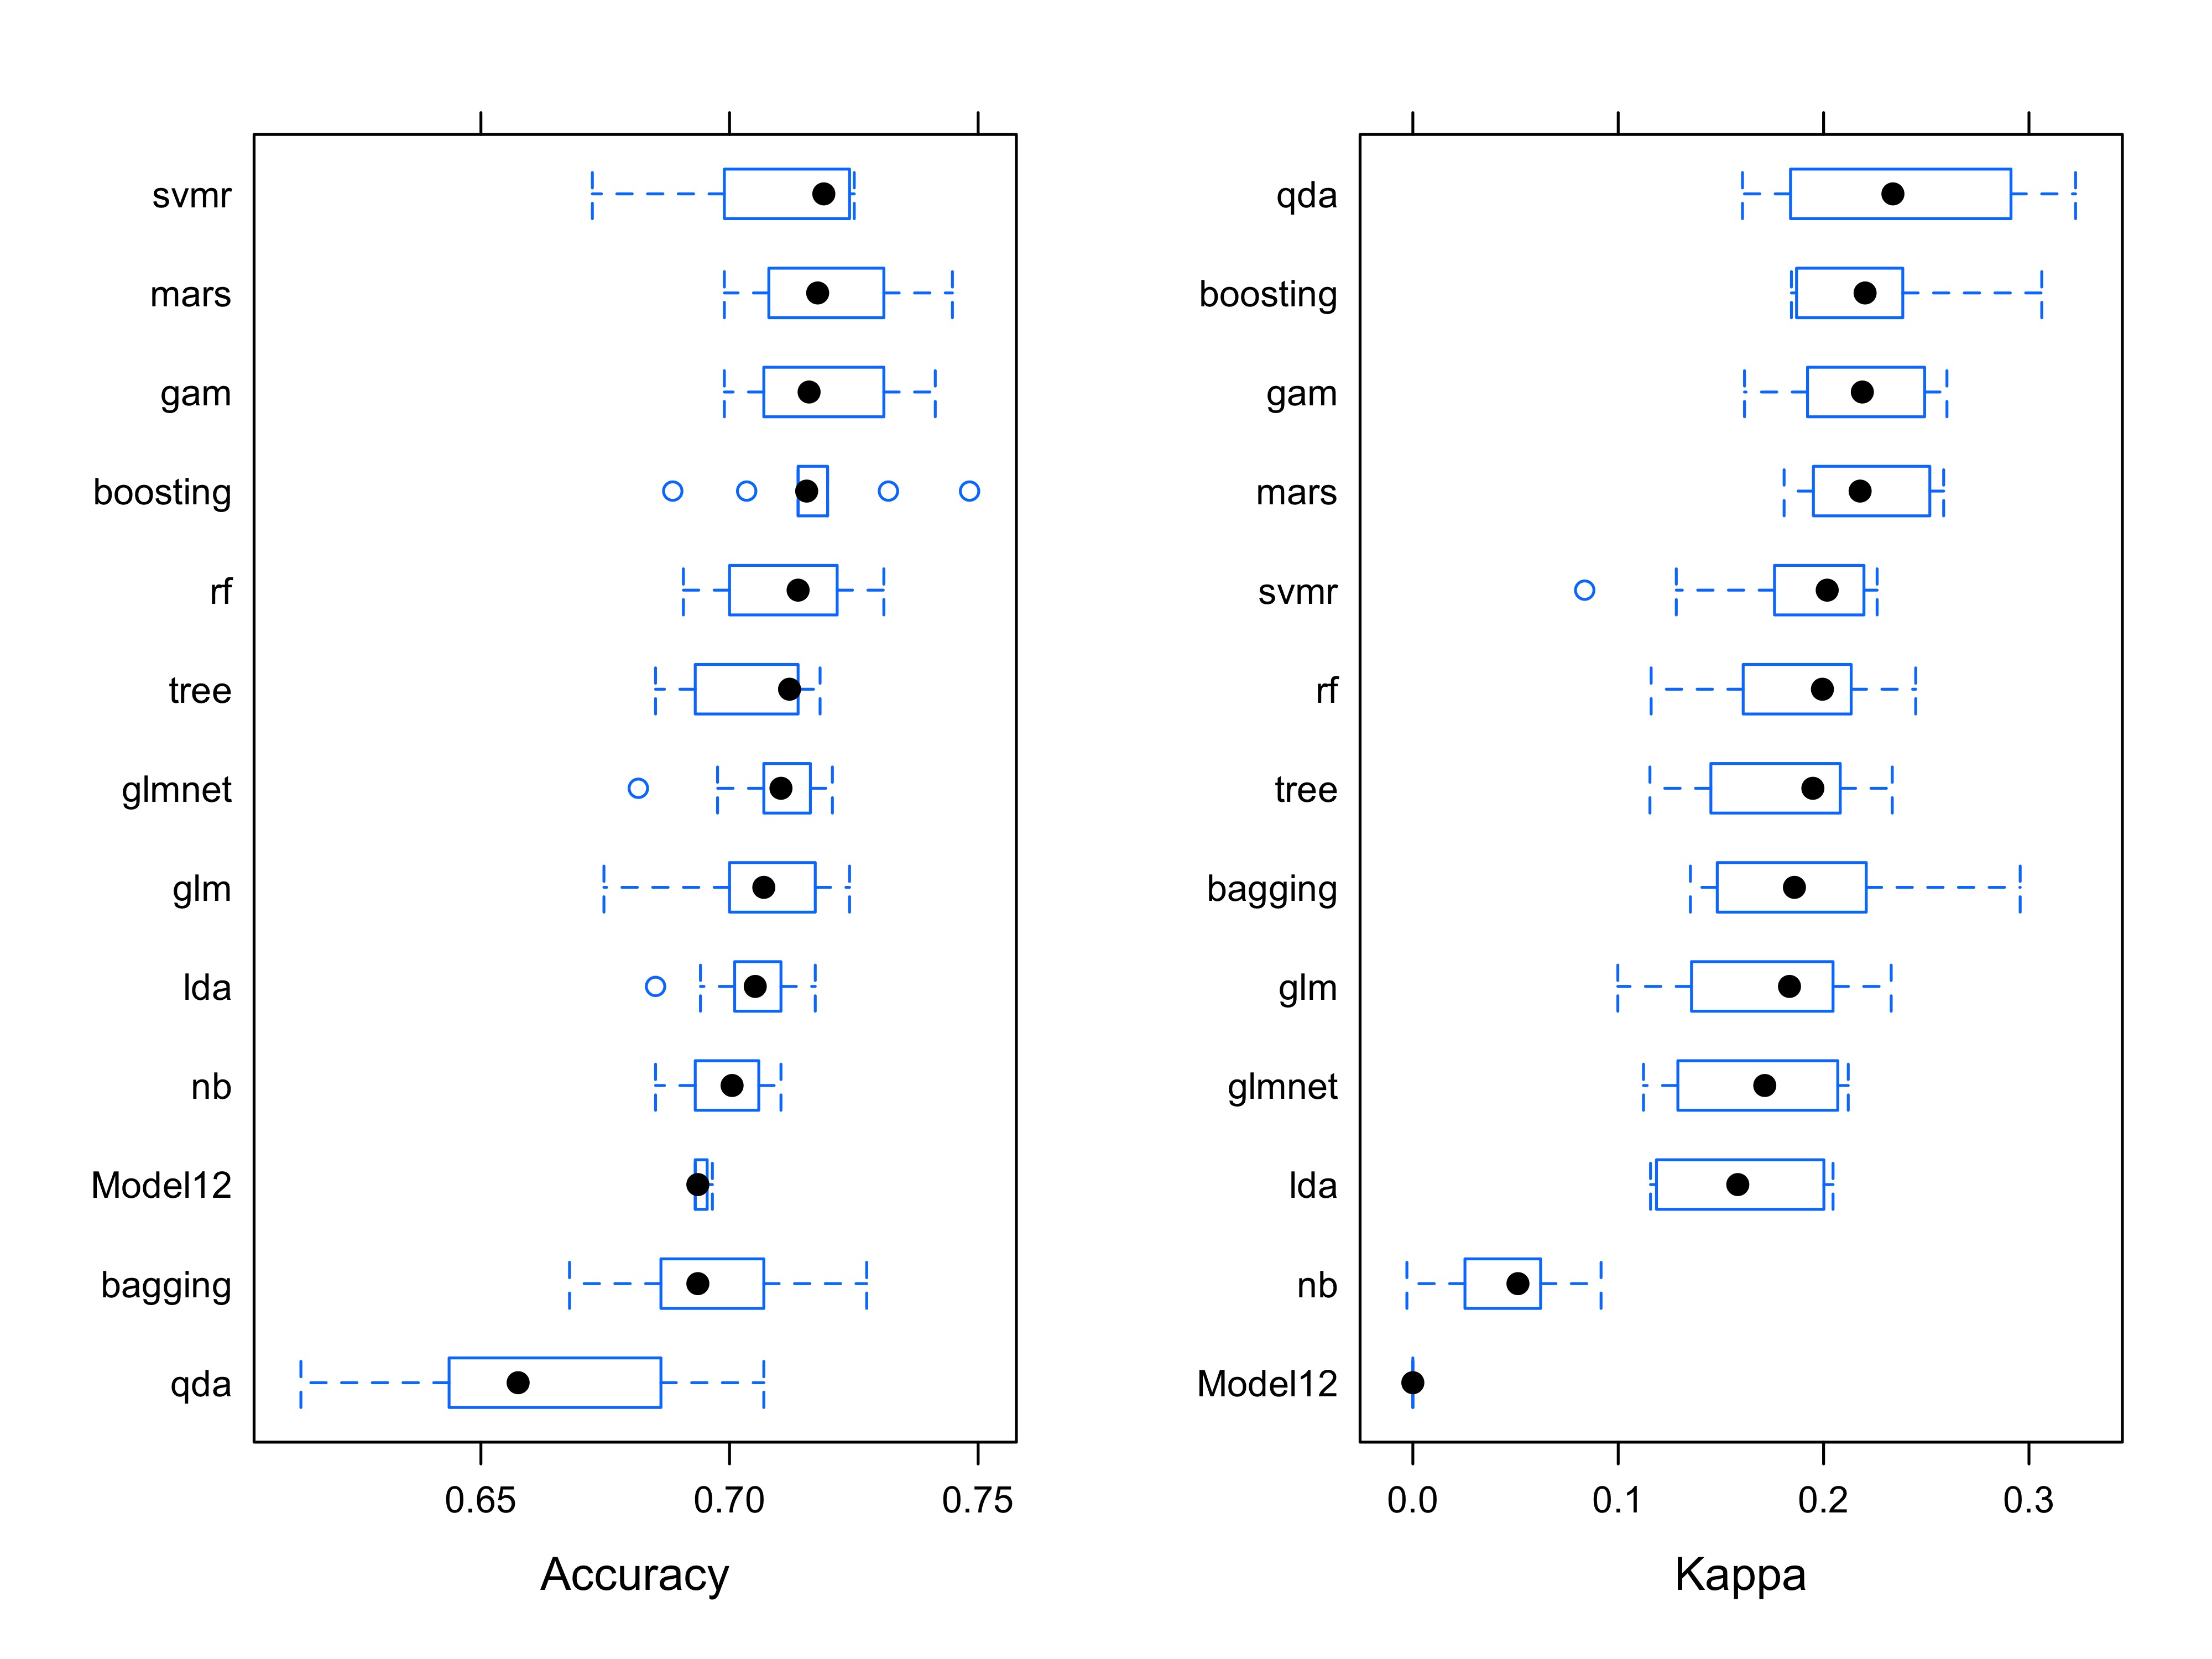 svmr
mars
gam
boosting
rf
tree
glmnet
glm
lda
nb
Model12
bagging
qda
0.65 0.70 0.75
Accuracy
qda
boosting
gam
mars
svmr
rf
tree
bagging
glm
glmnet
lda
nb
Model12
0.0 0.1 0.2 0.3
Kappa